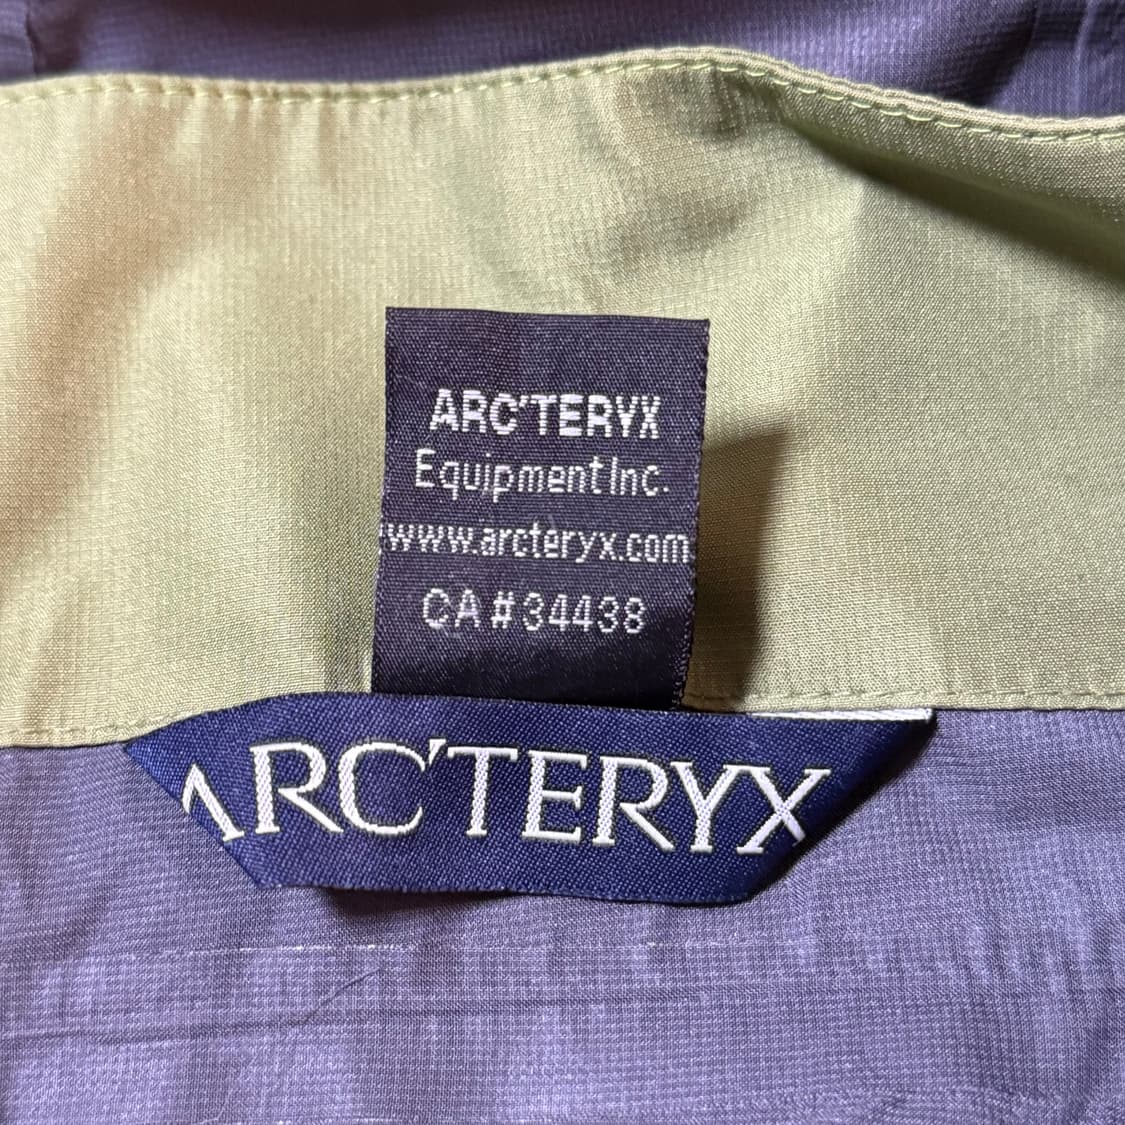 ARC'TERYX
Equipment Inc.
www.arcteryx.com
CA#34438
ARC'TERYX